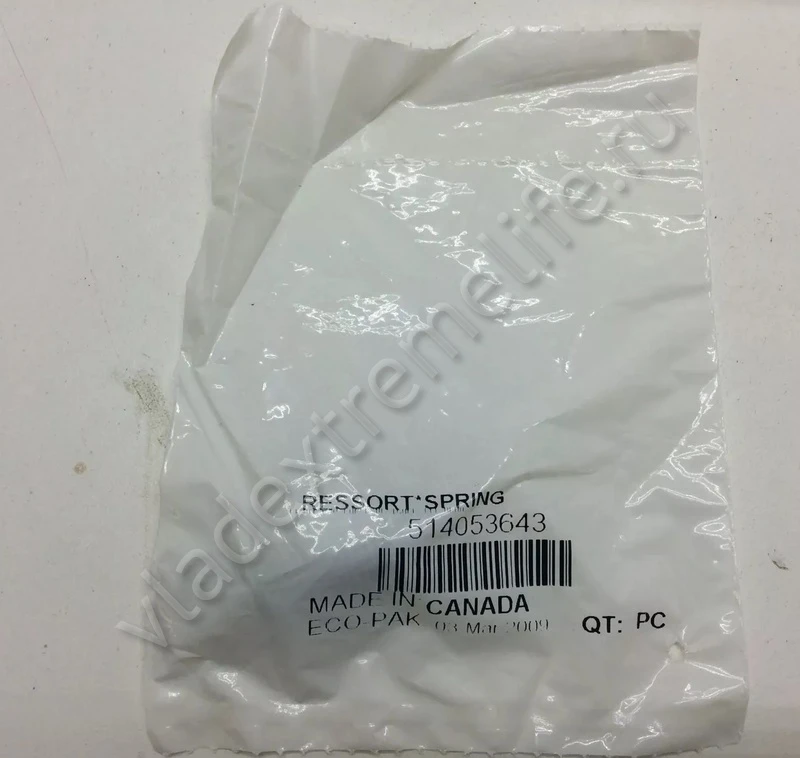 RESSORT*SPRING
514053643
MADE IN CANADA
ECO-PAK 03 Mar 2009 QT: PC
vladextremelife.ru